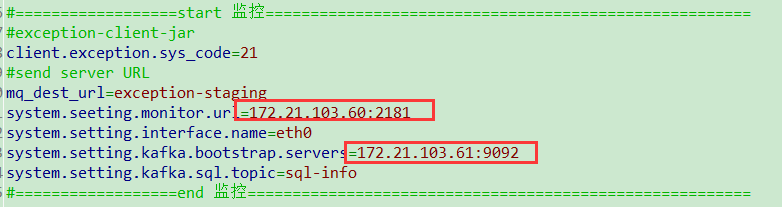 #==================start 监控======================================================
#exception-client-jar
client.exception.sys_code=21
#send server URL
mq_dest_url=exception-staging
system.seeting.monitor.url=172.21.103.60:2181
system.setting.interface.name=eth0
system.setting.kafka.bootstrap.servers=172.21.103.61:9092
system.setting.kafka.sql.topic=sql-info
#==================end 监控========================================================